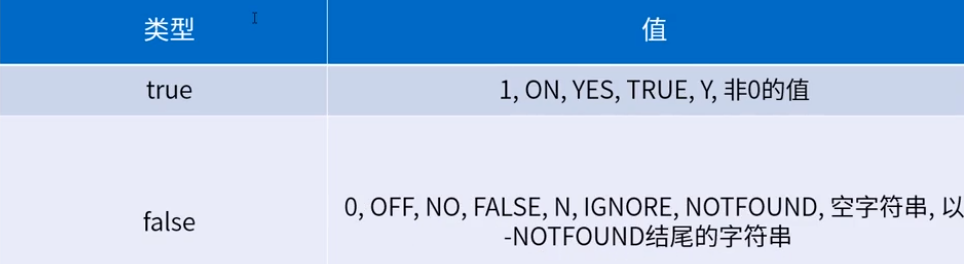 类型 值
true 1, ON, YES, TRUE, Y, 非0的值
false 0, OFF, NO, FALSE, N, IGNORE, NOTFOUND, 空字符串, 以
-NOTFOUND结尾的字符串